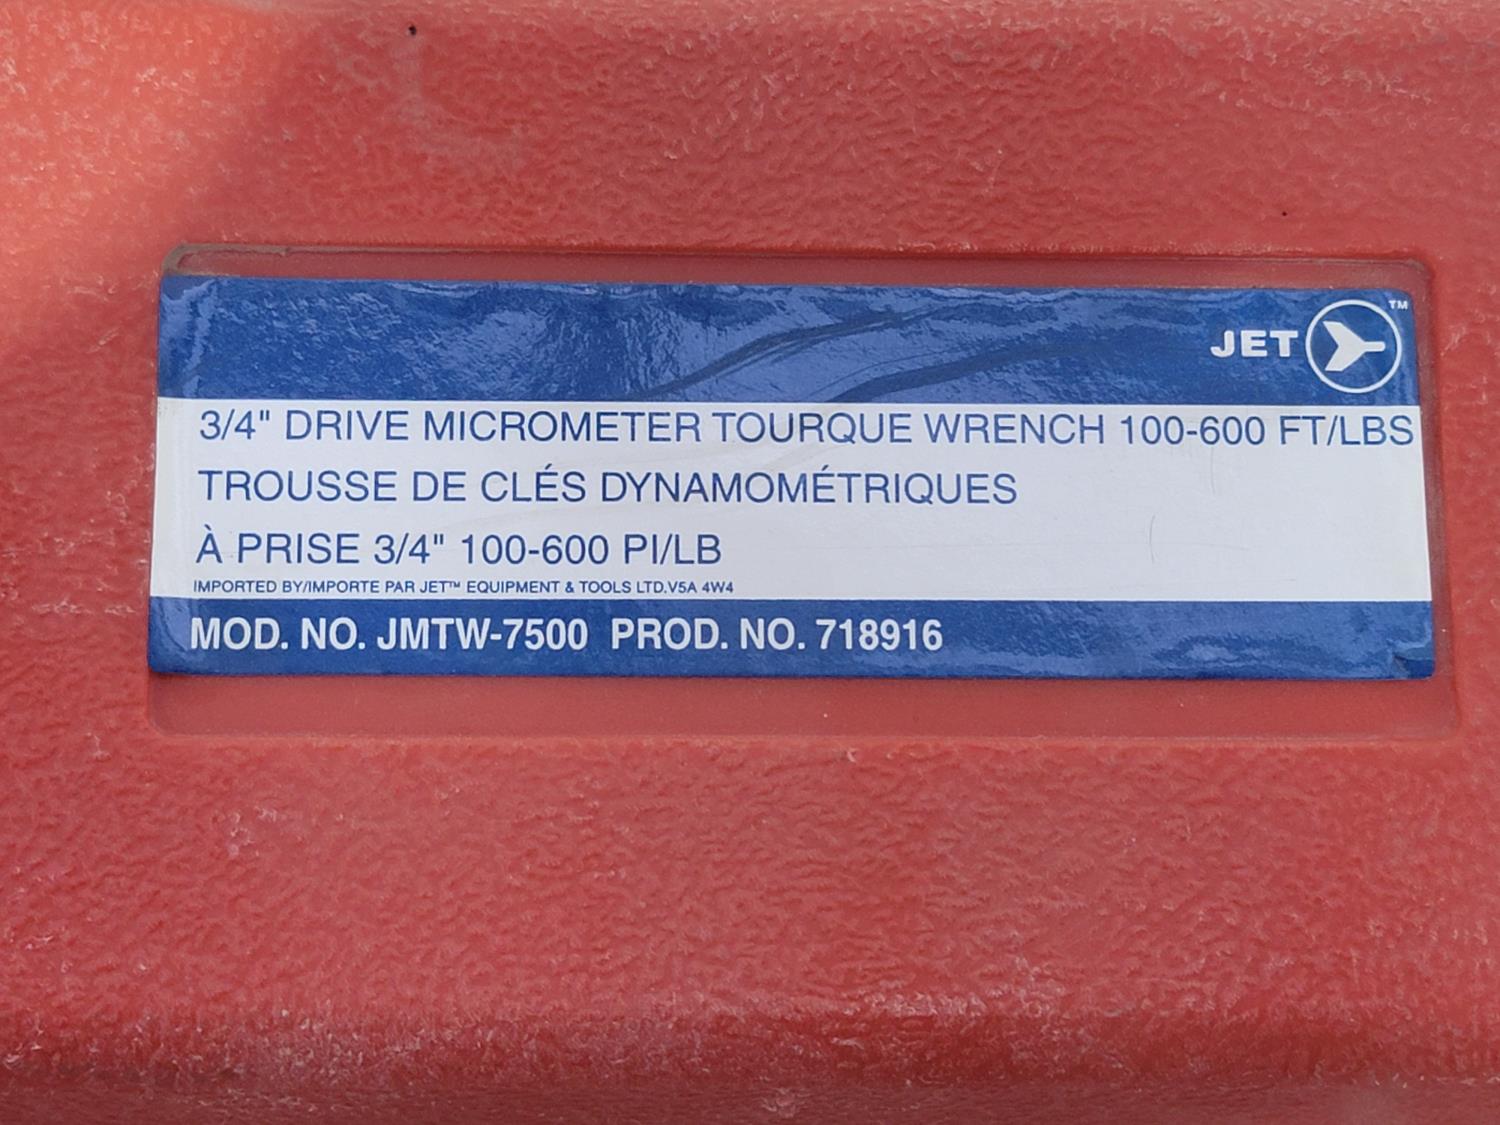 JET™
3/4" DRIVE MICROMETER TOURQUE WRENCH 100-600 FT/LBS
TROUSSE DE CLÉS DYNAMOMÉTRIQUES
À PRISE 3/4" 100-600 PI/LB
IMPORTED BY/IMPORTE PAR JET™ EQUIPMENT & TOOLS LTD.V5A 4W4
MOD. NO. JMTW-7500 PROD. NO. 718916